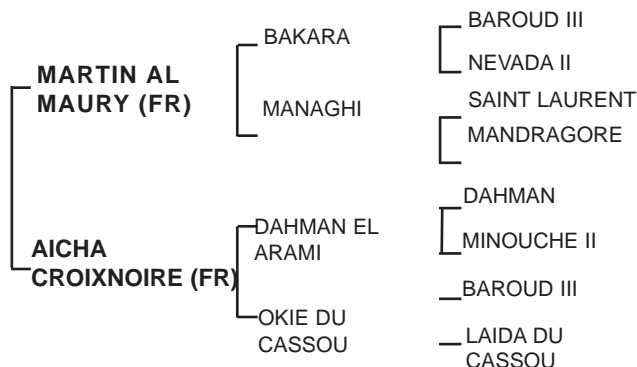 BAROUD III
BAKARA
NEVADA II
MARTIN AL
MAURY (FR)
SAINT LAURENT
MANAGHI
MANDRAGORE
DAHMAN
DAHMAN EL
ARAMI
MINOUCHE II
AICHA
CROIXNOIRE (FR)
BAROUD III
OKIE DU
CASSOU
LAIDA DU
CASSOU